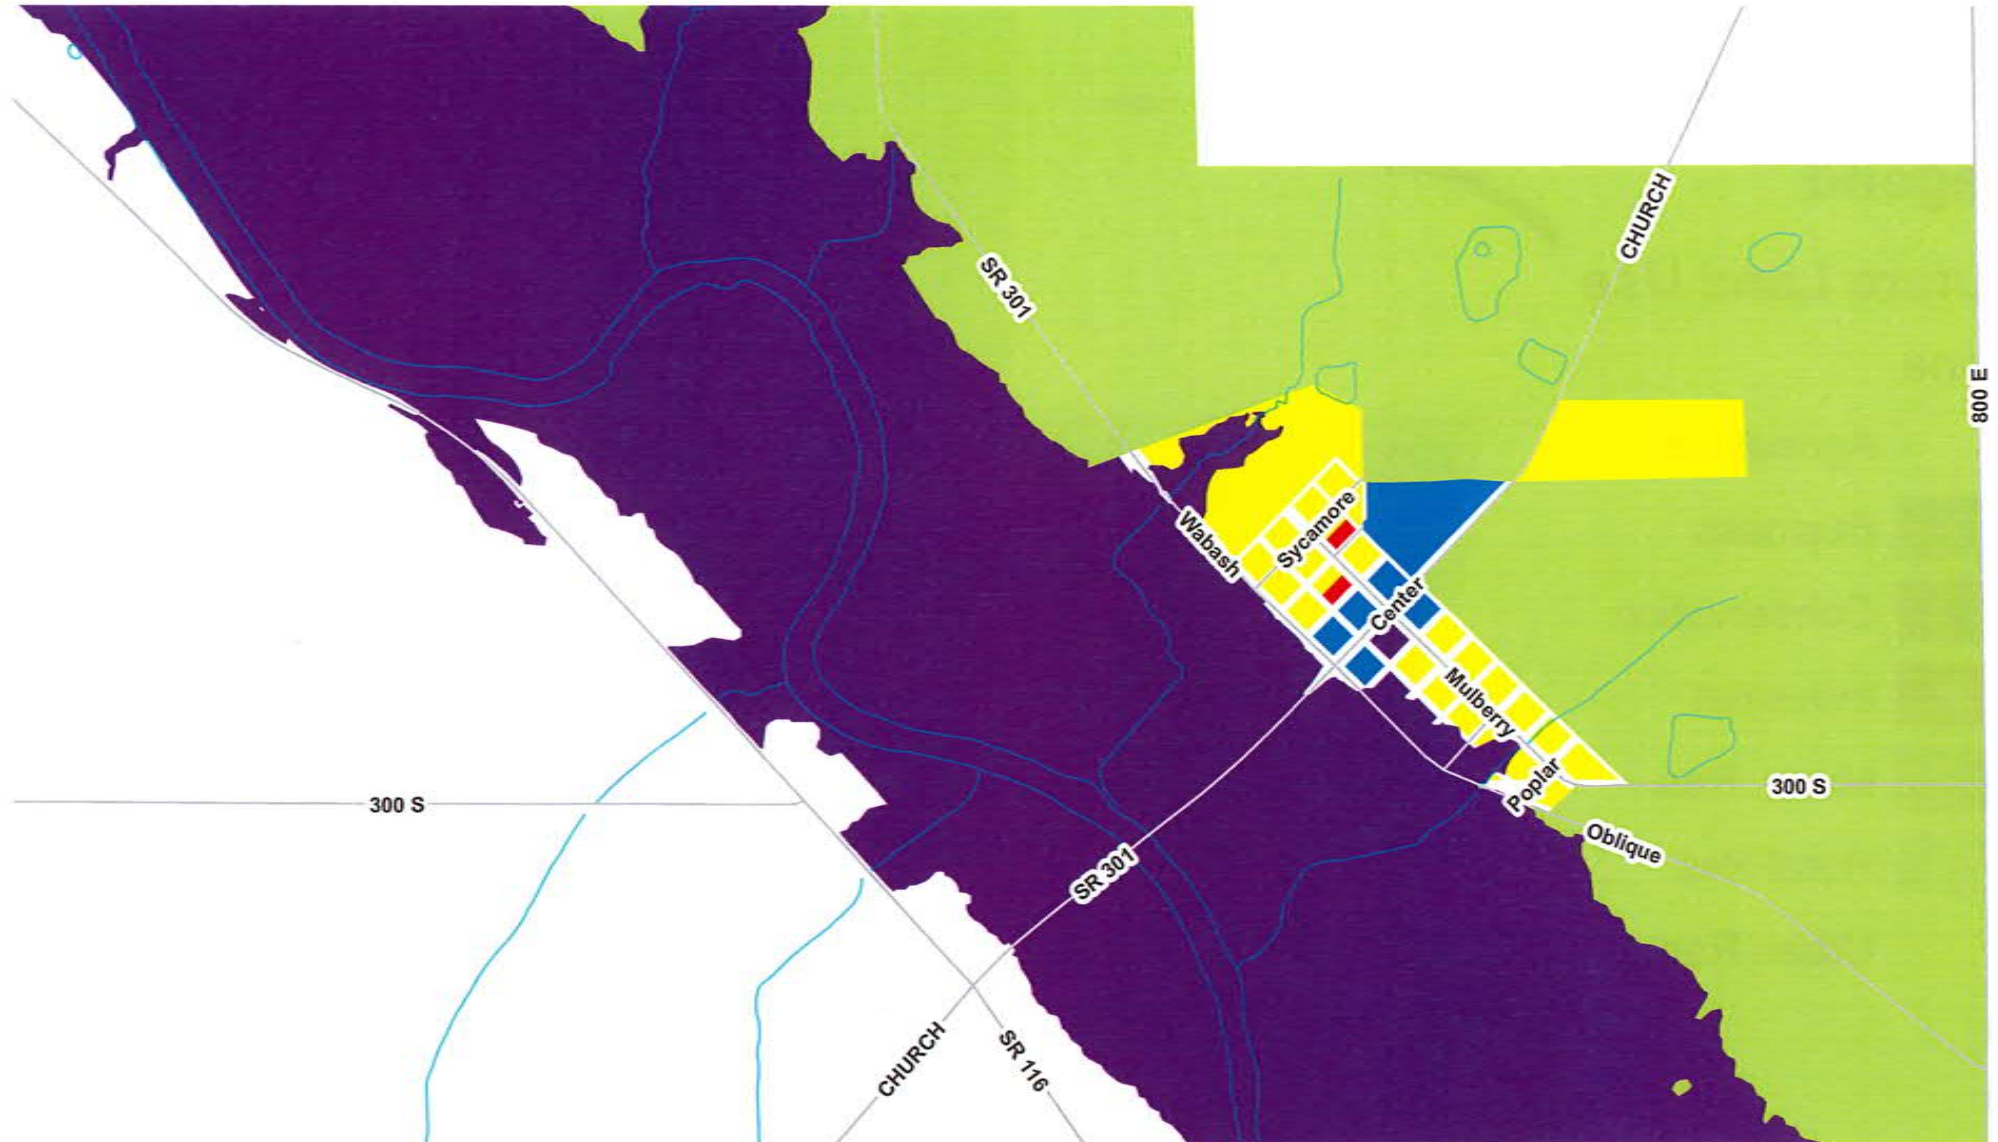 CHURCH
SR 301
800 E
Sycamore
Wabash
Center
Mulberry
Poplar
300 S
300 S
Oblique
SR 301
CHURCH
SR 116